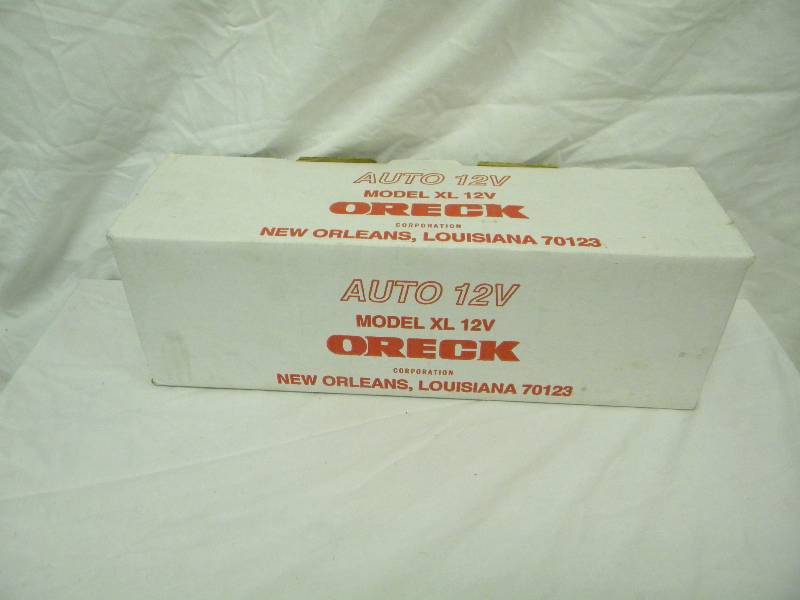 AUTO 12V
MODEL XL 12V
ORECK
CORPORATION
NEW ORLEANS, LOUISIANA 70123
AUTO 12V
MODEL XL 12V
ORECK
CORPORATION
NEW ORLEANS, LOUISIANA 70123